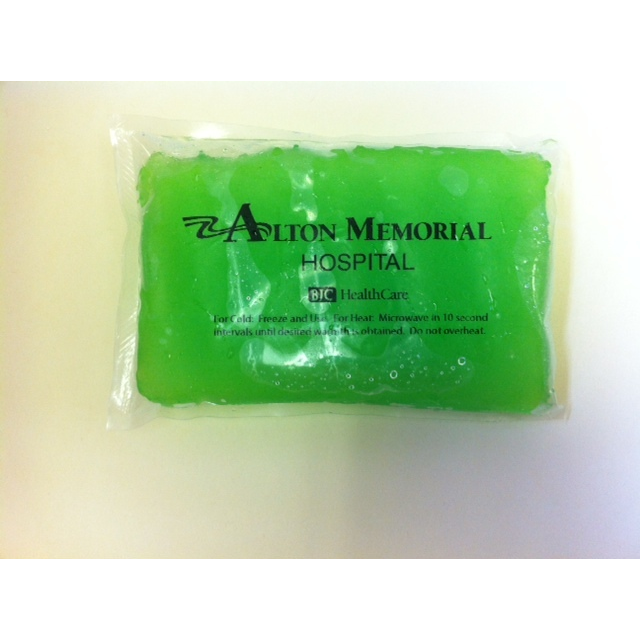 ALTON MEMORIAL
HOSPITAL
BJC HealthCare
For Cold: Freeze and Use. For Heat: Microwave in 10 second
intervals until desired warmth is obtained. Do not overheat.